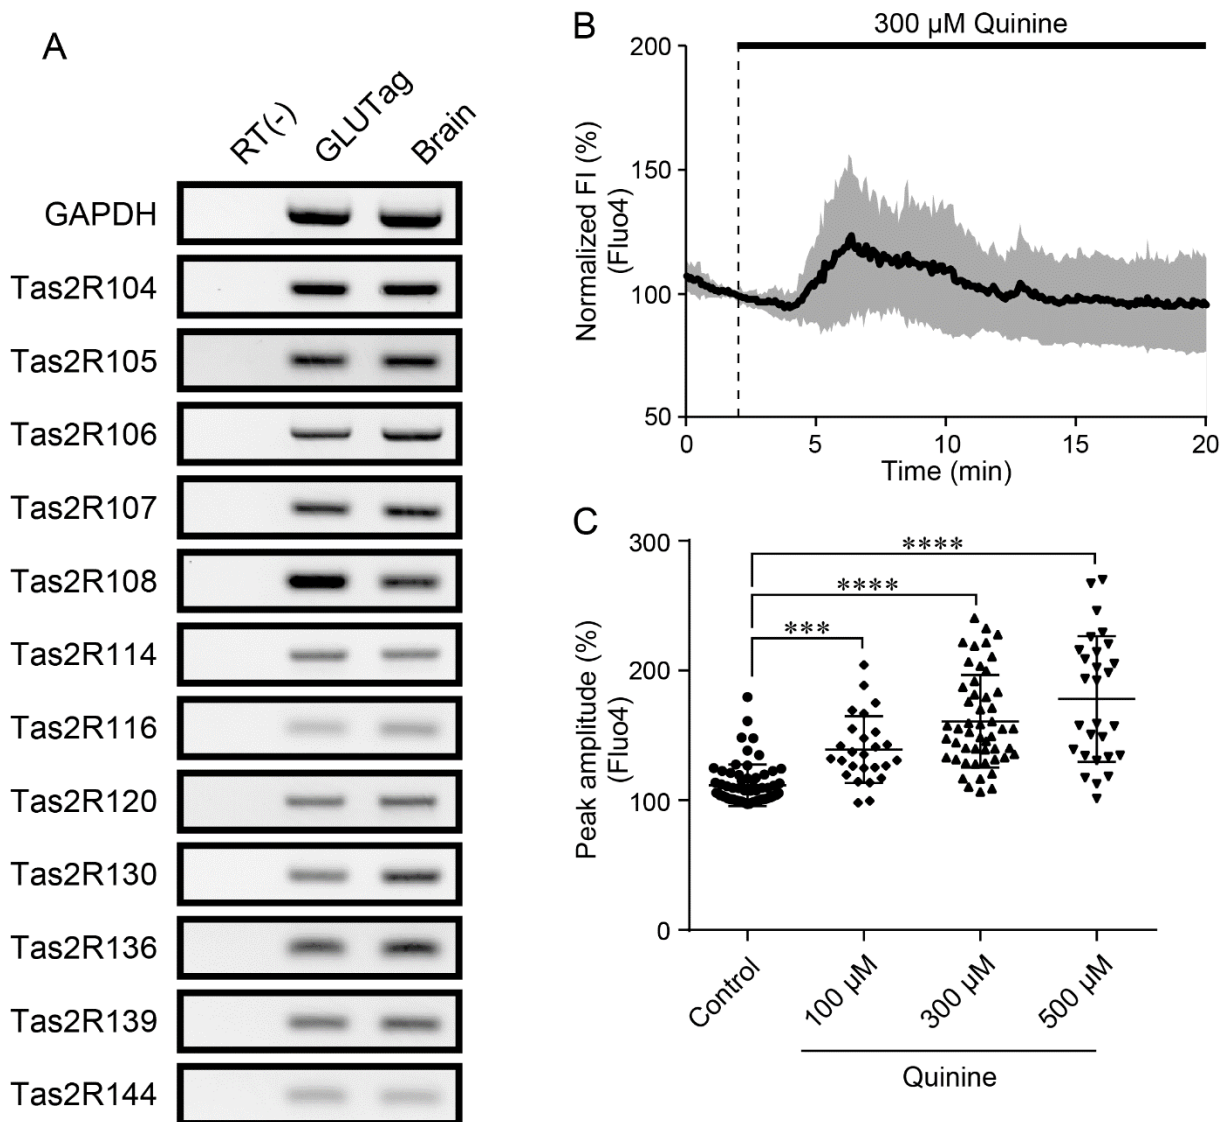 A
RT(-)
GLUTag
Brain
GAPDH
Tas2R104
Tas2R105
Tas2R106
Tas2R107
Tas2R108
Tas2R114
Tas2R116
Tas2R120
Tas2R130
Tas2R136
Tas2R139
Tas2R144
B
300 µM Quinine
Normalized FI (%)
(Fluo4)
200
150
100
50
0
5
10
15
20
Time (min)
C
Peak amplitude (%)
(Fluo4)
300
200
100
0
****
****
***
Control
100 µM
300 µM
500 µM
Quinine